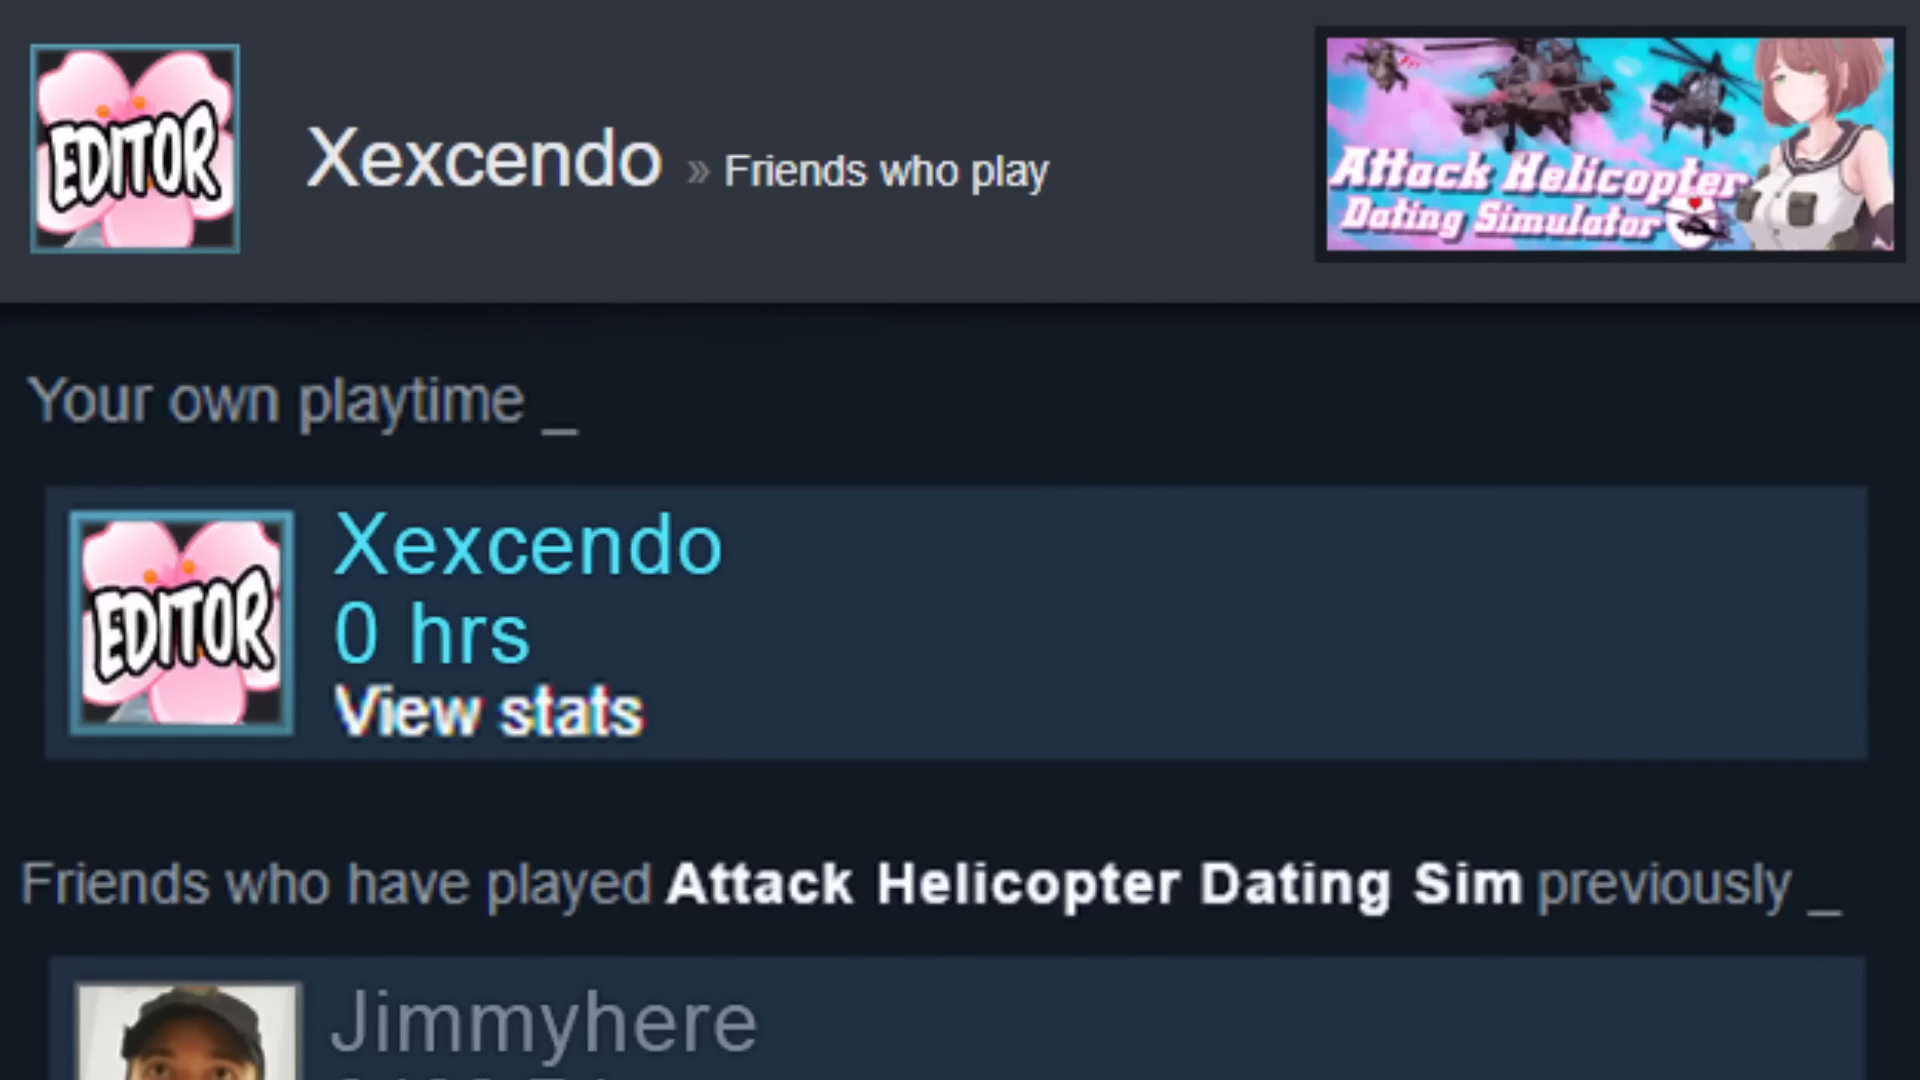 EDITOR
Xexcendo » Friends who play
Attack Helicopter
Dating Simulator
Your own playtime _
EDITOR
Xexcendo
0 hrs
View stats
Friends who have played Attack Helicopter Dating Sim previously _
Jimmyhere